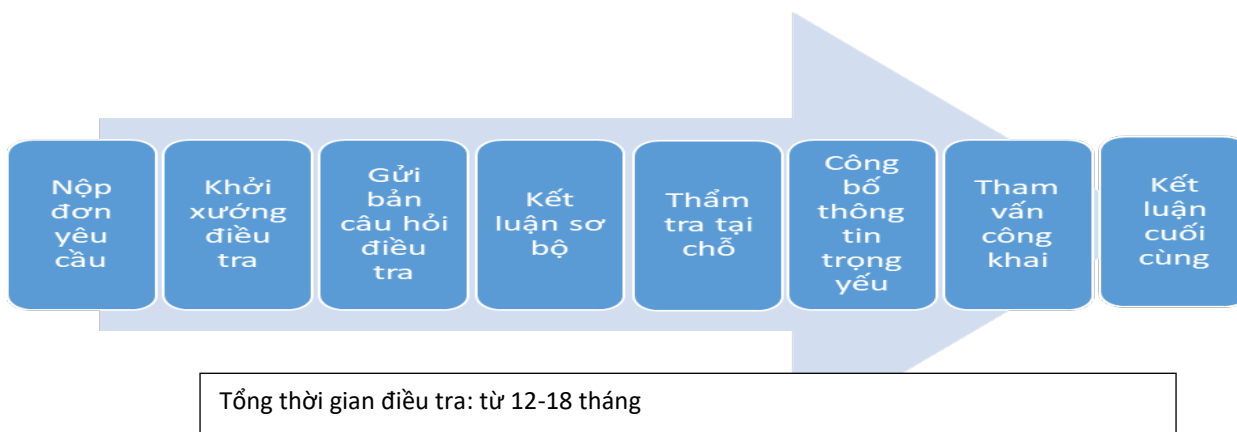 Nộp
đơn
yêu
cầu
Khởi
xướng
điều
tra
Gửi
bản
câu hỏi
điều
tra
Kết
luận sơ
bộ
Thẩm
tra tại
chỗ
Công
bố
thông
tin
trọng
yếu
Tham
vấn
công
khai
Kết
luận
cuối
cùng
Tổng thời gian điều tra: từ 12-18 tháng